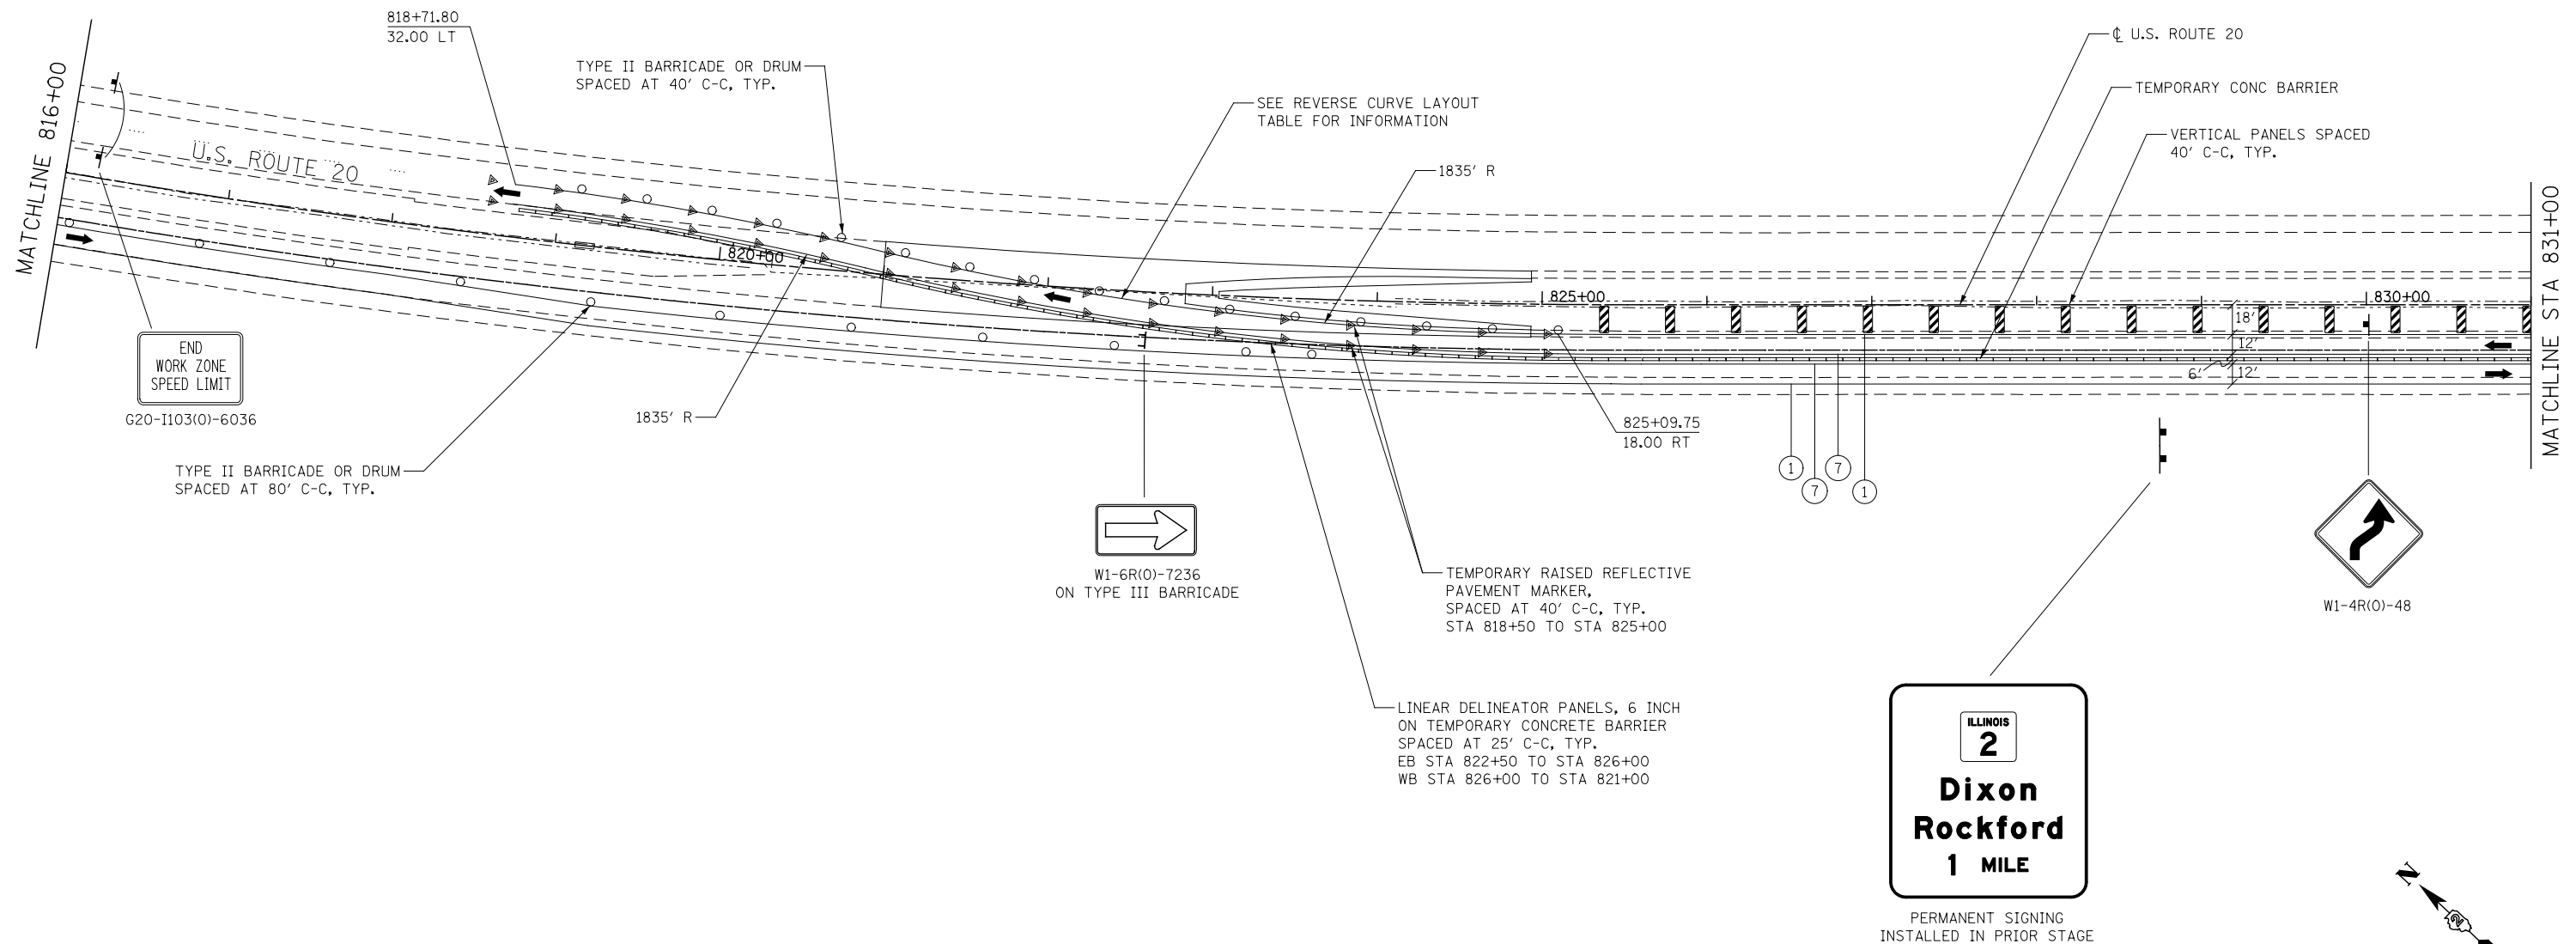 818+71.80
32.00 LT
TYPE II BARRICADE OR DRUM
SPACED AT 40' C-C, TYP.
SEE REVERSE CURVE LAYOUT
TABLE FOR INFORMATION
1835' R
℄ U.S. ROUTE 20
TEMPORARY CONC BARRIER
VERTICAL PANELS SPACED
40' C-C, TYP.
MATCHLINE 816+00
U.S. ROUTE 20
820+00
825+00
830+00
MATCHLINE STA 831+00
18'
12'
6'
12'
END
WORK ZONE
SPEED LIMIT
G20-I103(O)-6036
1835' R
TYPE II BARRICADE OR DRUM
SPACED AT 80' C-C, TYP.
825+09.75
18.00 RT
1
7
7
1
W1-6R(O)-7236
ON TYPE III BARRICADE
TEMPORARY RAISED REFLECTIVE
PAVEMENT MARKER,
SPACED AT 40' C-C, TYP.
STA 818+50 TO STA 825+00
W1-4R(O)-48
LINEAR DELINEATOR PANELS, 6 INCH
ON TEMPORARY CONCRETE BARRIER
SPACED AT 25' C-C, TYP.
EB STA 822+50 TO STA 826+00
WB STA 826+00 TO STA 821+00
ILLINOIS
2
Dixon
Rockford
1 MILE
PERMANENT SIGNING
INSTALLED IN PRIOR STAGE
N